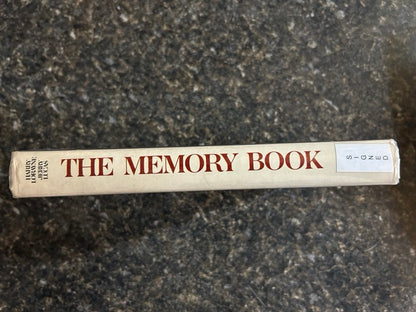 HARRY
LORAYNE
JERRY
LUCAS
THE MEMORY BOOK
SIGNED